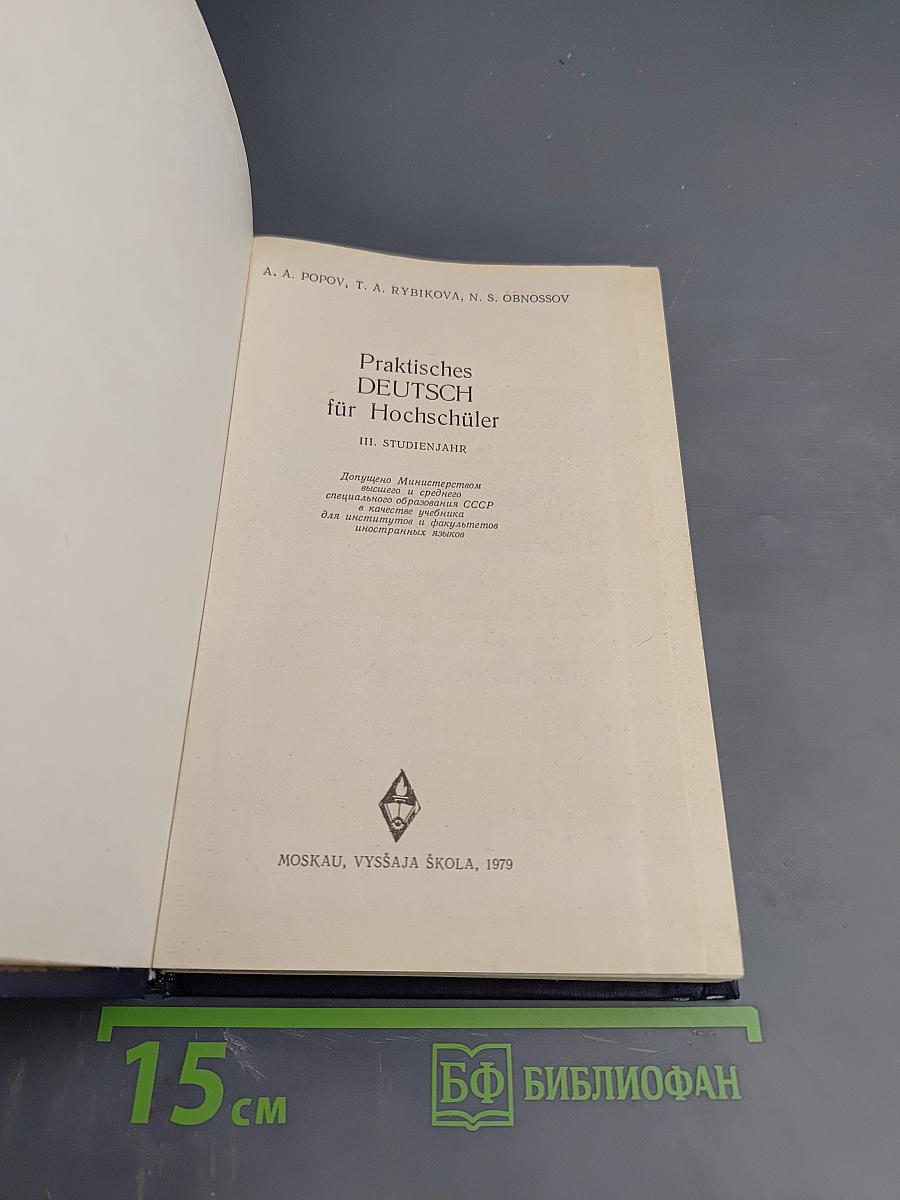 A. A. POPOV, T. A. RYBIKOVA, N. S. OBNOSSOV
Praktisches
DEUTSCH
für Hochschüler
III. STUDIENJAHR
Допущено Министерством
высшего и среднего
специального образования СССР
в качестве учебника
для институтов и факультетов
иностранных языков
MOSKAU, VYSŠAJA ŠKOLA, 1979
15 см
БФ БИБЛИОФАН